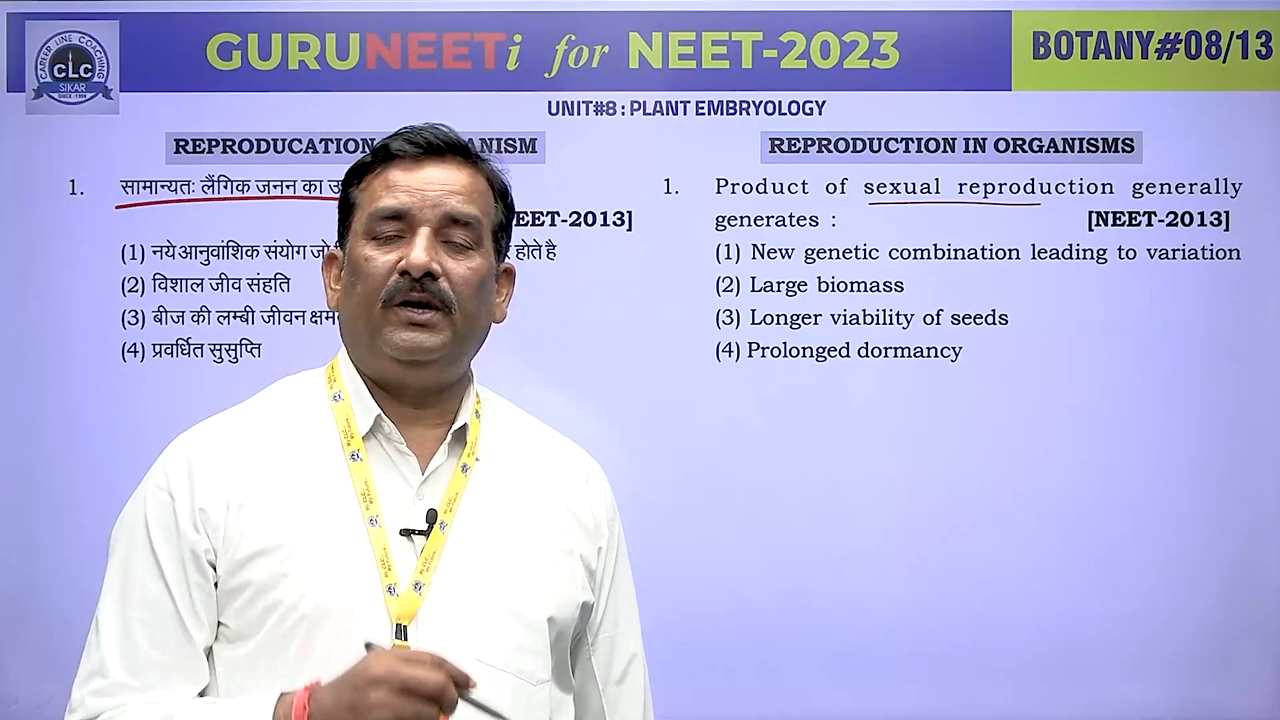 GURUNEETi for NEET-2023
BOTANY#08/13
CAREER LINE COACHING
CLC
SIKAR
SINCE : 1996
UNIT#8 : PLANT EMBRYOLOGY
REPRODUCATION ANISM
1. सामान्यतः लैंगिक जनन का
EET-2013]
(1) नये आनुवांशिक संयोग जो होते है
(2) विशाल जीव संहति
(3) बीज की लम्बी जीवन
(4) प्रवर्धित सुसुप्ति
REPRODUCTION IN ORGANISMS
1. Product of sexual reproduction generally
generates : [NEET-2013]
(1) New genetic combination leading to variation
(2) Large biomass
(3) Longer viability of seeds
(4) Prolonged dormancy